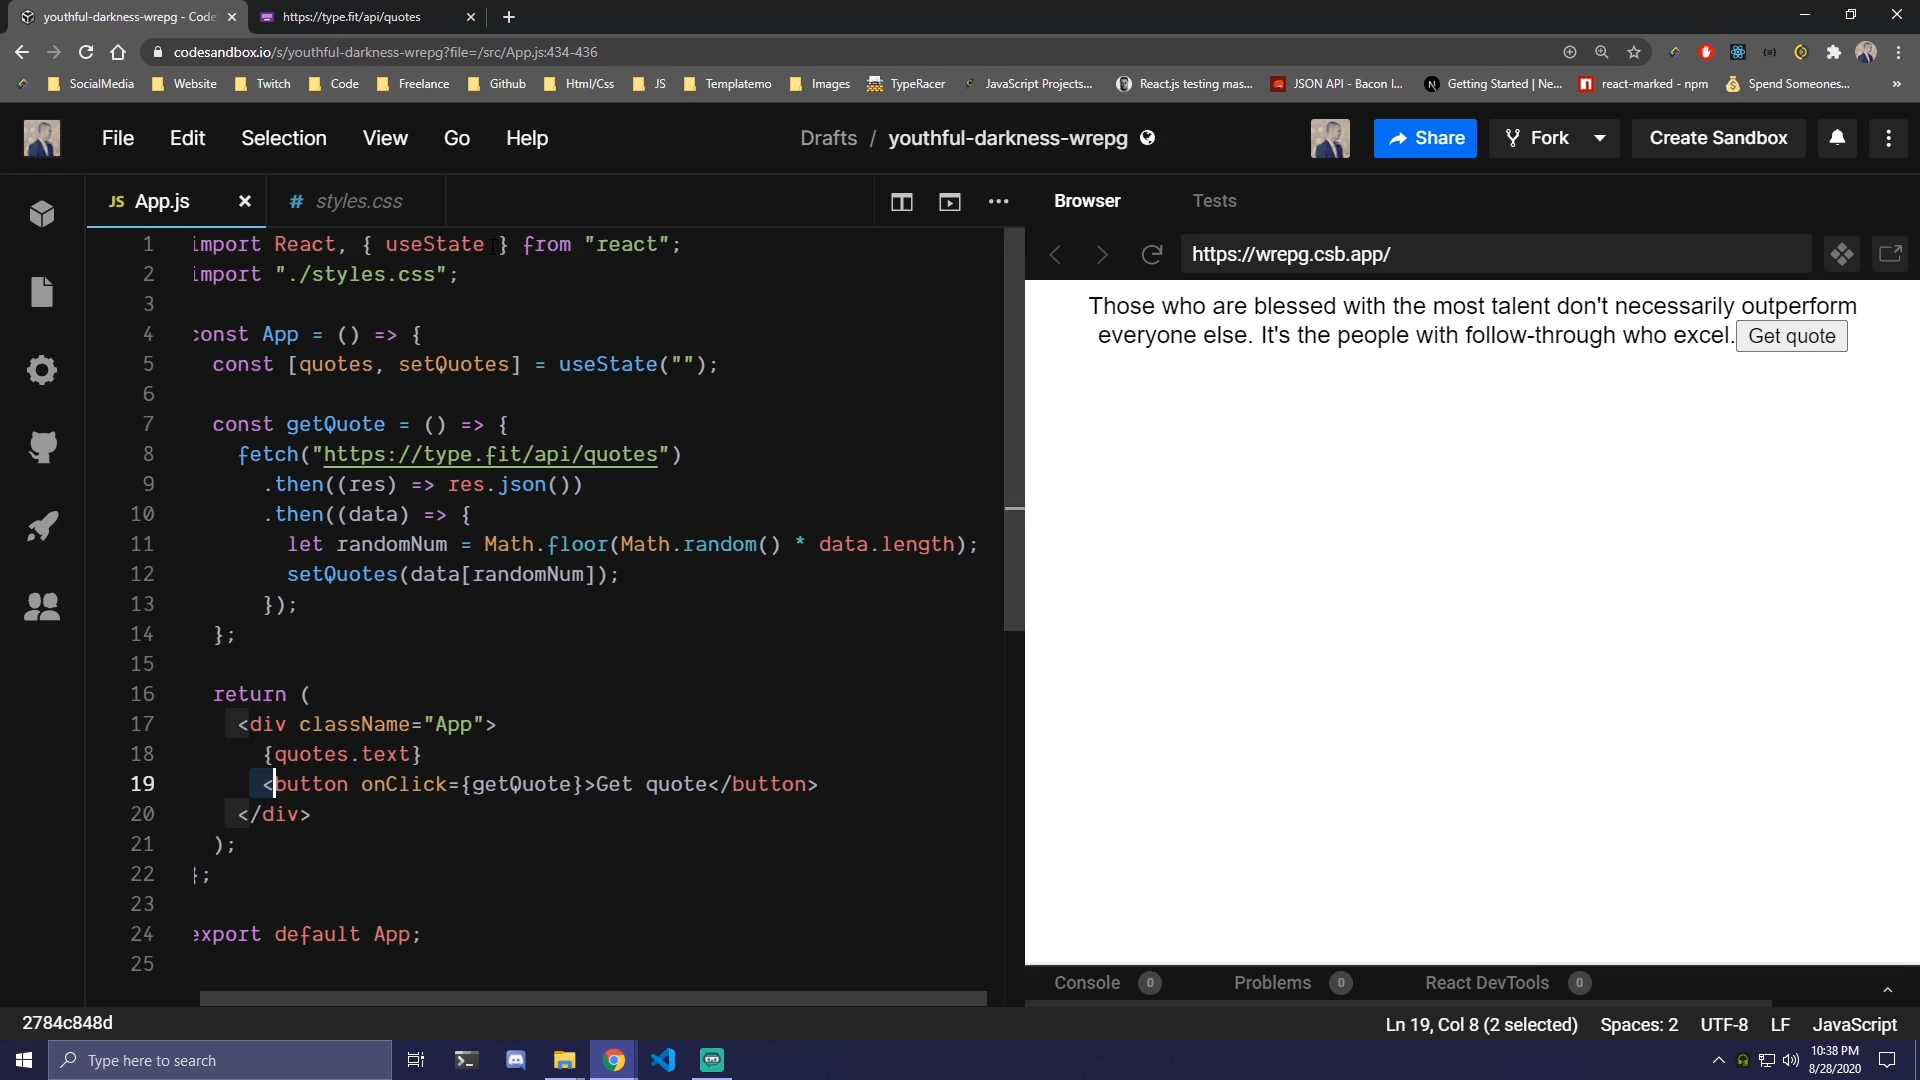 youthful-darkness-wrepg - Code
https://type.fit/api/quotes
codesandbox.io/s/youthful-darkness-wrepg?file=/src/App.js:434-436
SocialMedia Website Twitch Code Freelance Github Html/Css JS Templatemo Images TypeRacer JavaScript Projects... React.js testing mas... JSON API - Bacon I... Getting Started | Ne... react-marked - npm Spend Someones... »
File Edit Selection View Go Help
Drafts / youthful-darkness-wrepg
Share Fork Create Sandbox
JS App.js
# styles.css
Browser Tests
https://wrepg.csb.app/
1 import React, { useState } from "react";
2 import "./styles.css";
3
4 const App = () => {
5 const [quotes, setQuotes] = useState("");
6
7 const getQuote = () => {
8 fetch("https://type.fit/api/quotes")
9 .then((res) => res.json())
10 .then((data) => {
11 let randomNum = Math.floor(Math.random() * data.length);
12 setQuotes(data[randomNum]);
13 });
14 };
15
16 return (
17 <div className="App">
18 {quotes.text}
19 <button onClick={getQuote}>Get quote</button>
20 </div>
21 );
22 };
23
24 export default App;
25
Those who are blessed with the most talent don't necessarily outperform
everyone else. It's the people with follow-through who excel. Get quote
Console 0 Problems 0 React DevTools 0
2784c848d
Ln 19, Col 8 (2 selected) Spaces: 2 UTF-8 LF JavaScript
Type here to search
10:38 PM
8/28/2020